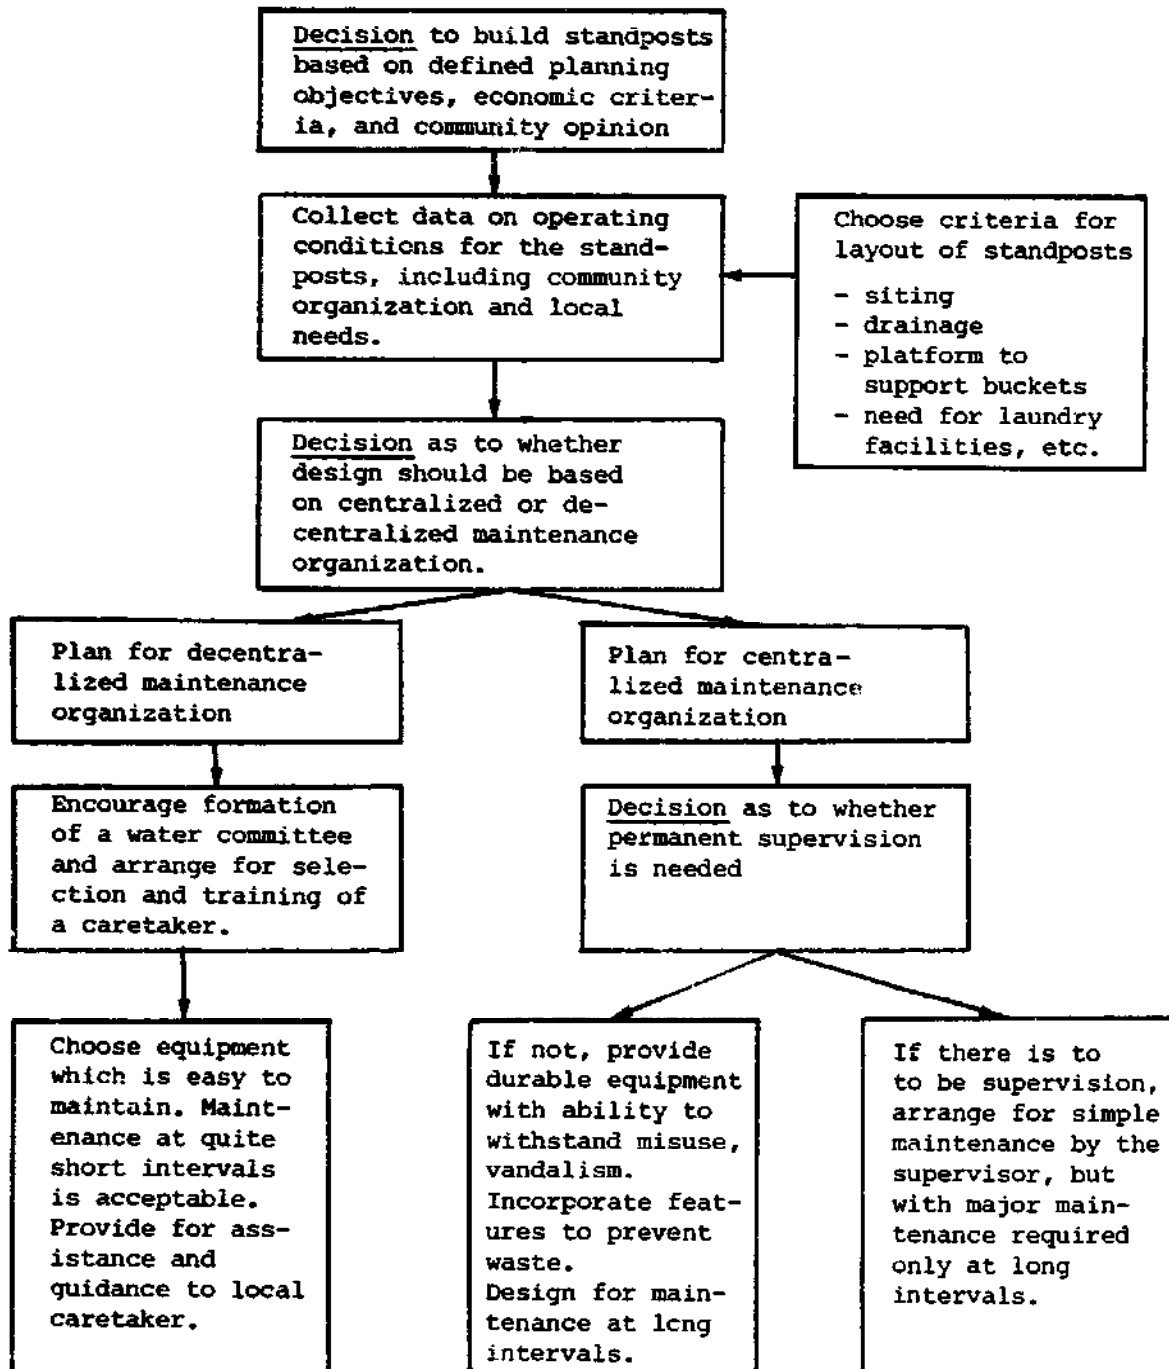 Decision to build standposts
based on defined planning
objectives, economic criter-
ia, and community opinion
Collect data on operating
conditions for the stand-
posts, including community
organization and local
needs.
Choose criteria for
layout of standposts
- siting
- drainage
- platform to
support buckets
- need for laundry
facilities, etc.
Decision as to whether
design should be based
on centralized or de-
centralized maintenance
organization.
Plan for decentra-
lized maintenance
organization
Plan for centra-
lized maintenance
organization
Encourage formation
of a water committee
and arrange for sele-
ction and training of
a caretaker.
Decision as to whether
permanent supervision
is needed
Choose equipment
which is easy to
maintain. Maint-
enance at quite
short intervals
is acceptable.
Provide for ass-
istance and
guidance to local
caretaker.
If not, provide
durable equipment
with ability to
withstand misuse,
vandalism.
Incorporate feat-
ures to prevent
waste.
Design for main-
tenance at long
intervals.
If there is to
to be supervision,
arrange for simple
maintenance by the
supervisor, but
with major main-
tenance required
only at long
intervals.